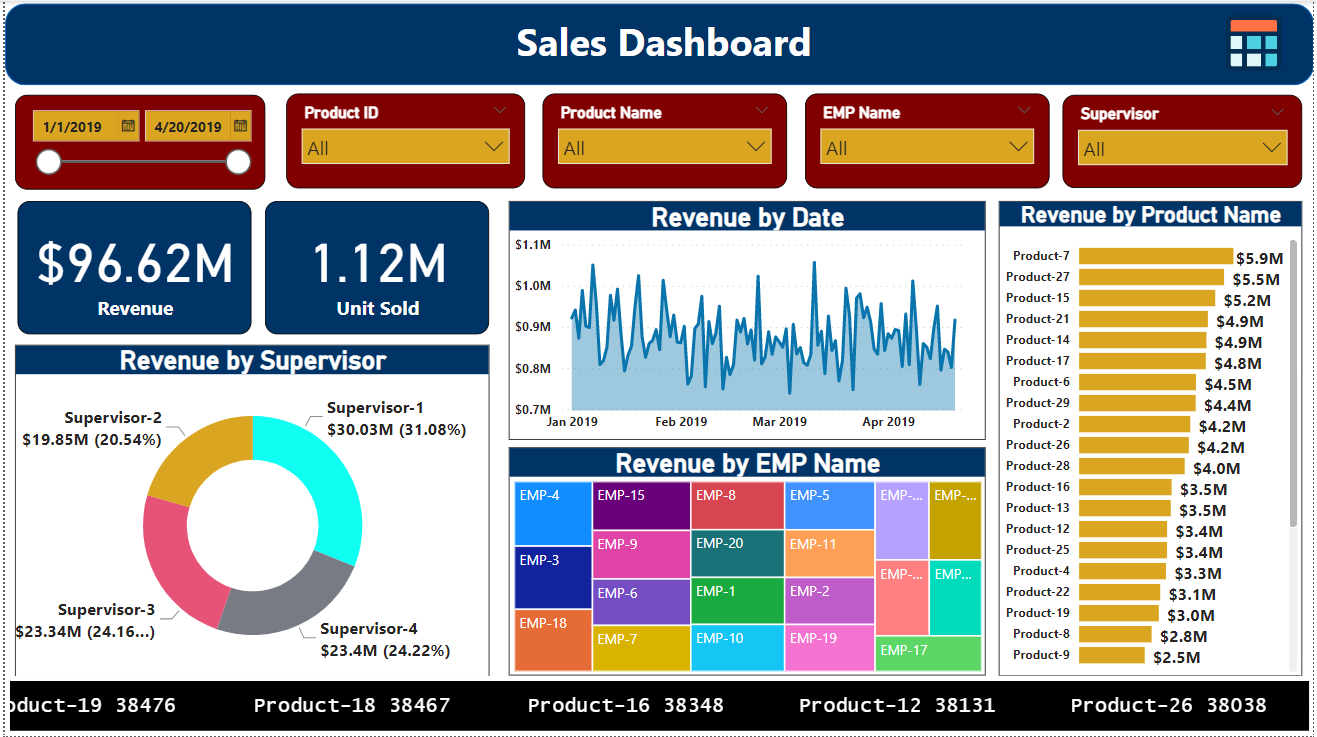 Sales Dashboard
1/1/2019 4/20/2019
Product ID
All
Product Name
All
EMP Name
All
Supervisor
All
$96.62M
Revenue
1.12M
Unit Sold
Revenue by Supervisor
Supervisor-1
$30.03M (31.08%)
Supervisor-2
$19.85M (20.54%)
Supervisor-3
$23.34M (24.16...)
Supervisor-4
$23.4M (24.22%)
Revenue by Date
$1.1M
$1.0M
$0.9M
$0.8M
$0.7M
Jan 2019 Feb 2019 Mar 2019 Apr 2019
Revenue by EMP Name
EMP-4
EMP-3
EMP-18
EMP-15
EMP-9
EMP-6
EMP-7
EMP-8
EMP-20
EMP-1
EMP-10
EMP-5
EMP-11
EMP-2
EMP-19
EMP-...
EMP-...
EMP-...
EMP...
EMP-17
Revenue by Product Name
Product-7 $5.9M
Product-27 $5.5M
Product-15 $5.2M
Product-21 $4.9M
Product-14 $4.9M
Product-17 $4.8M
Product-6 $4.5M
Product-29 $4.4M
Product-2 $4.2M
Product-26 $4.2M
Product-28 $4.0M
Product-16 $3.5M
Product-13 $3.5M
Product-12 $3.4M
Product-25 $3.4M
Product-4 $3.3M
Product-22 $3.1M
Product-19 $3.0M
Product-8 $2.8M
Product-9 $2.5M
oduct-19 38476 Product-18 38467 Product-16 38348 Product-12 38131 Product-26 38038